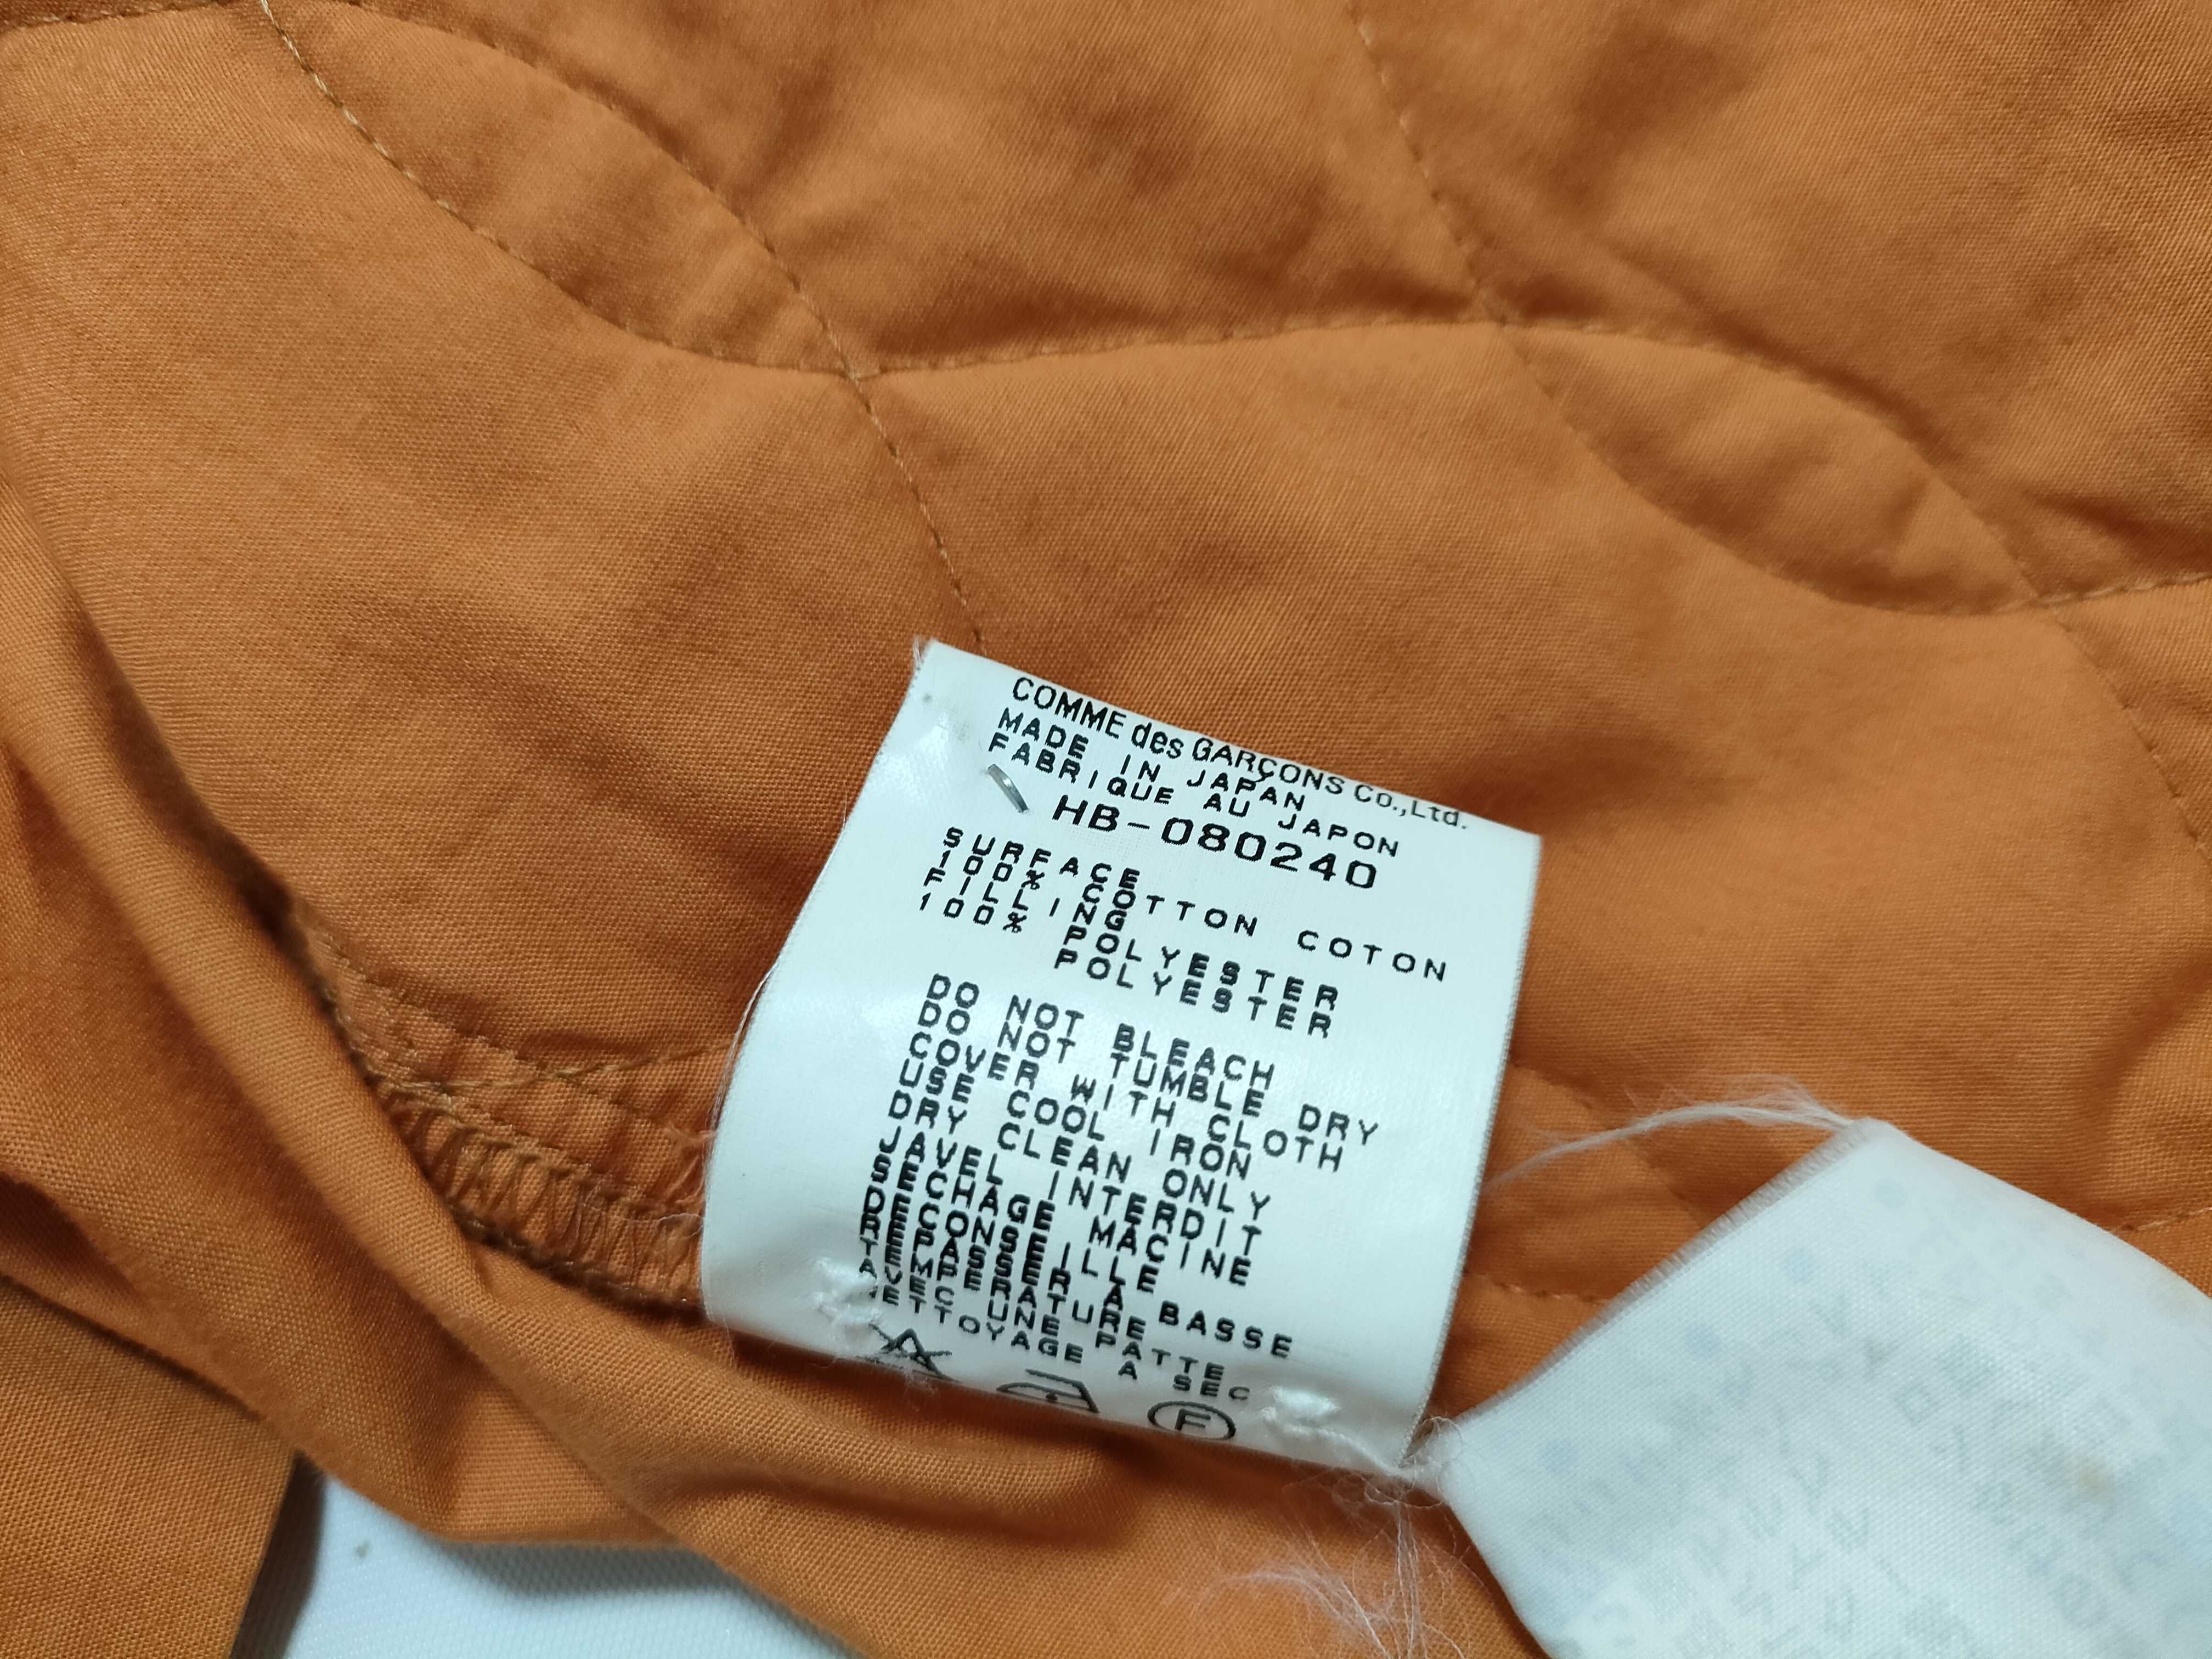 COMME des GARÇONS Co.,Ltd.
MADE IN JAPAN
FABRIQUE AU JAPON
HB-080240
SURFACE
100% COTTON COTON
FILLING
100% POLYESTER
POLYESTER
DO NOT BLEACH
DO NOT TUMBLE DRY
COVER WITH CLOTH
USE COOL IRON
DRY CLEAN ONLY
JAVEL INTERDIT
SECHAGE MACINE
DECONSEILLE
REPASSER A BASSE
TEMPERATURE
AVEC UNE PATTE
NETTOYAGE A SEC
F